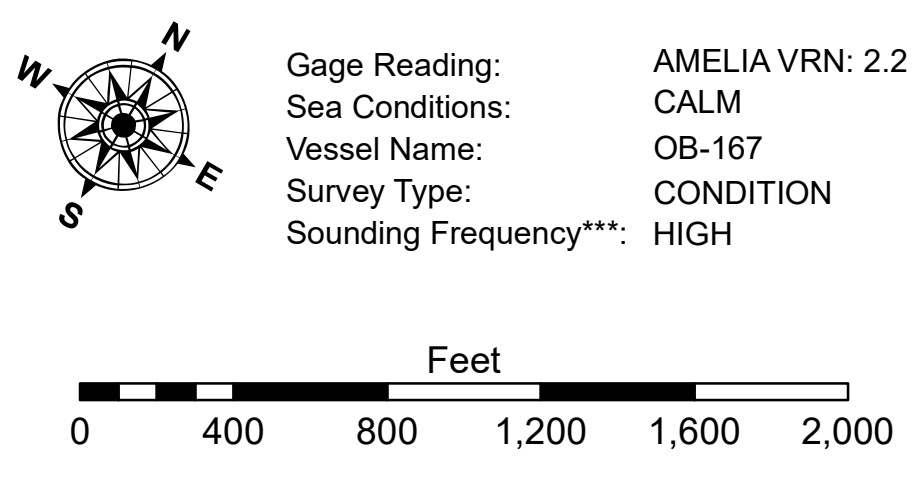 N
W
E
S
Gage Reading: AMELIA VRN: 2.2
Sea Conditions: CALM
Vessel Name: OB-167
Survey Type: CONDITION
Sounding Frequency***: HIGH
Feet
0 400 800 1,200 1,600 2,000